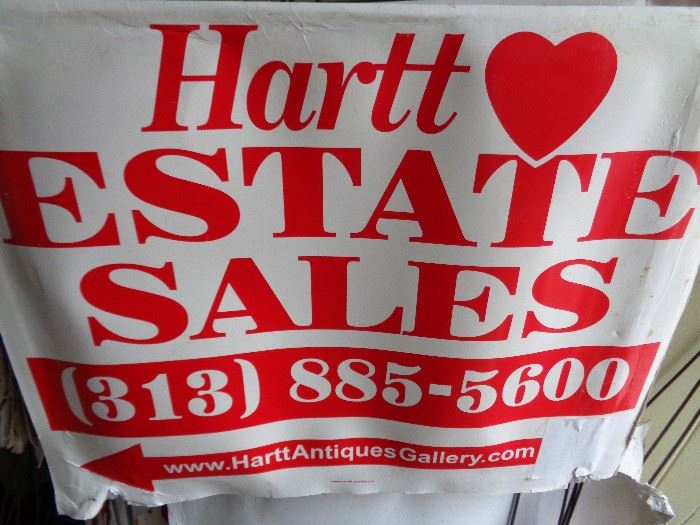 Hartt
ESTATE
SALES
(313) 885-5600
www.HarttAntiquesGallery.com